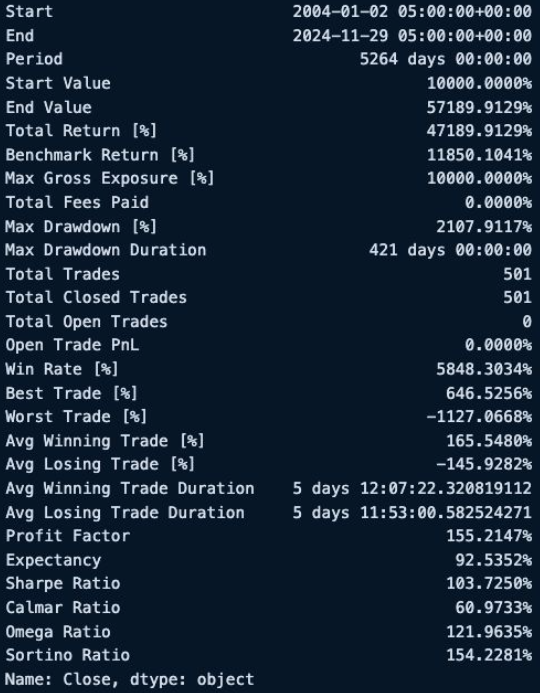 Start 2004-01-02 05:00:00+00:00
End 2024-11-29 05:00:00+00:00
Period 5264 days 00:00:00
Start Value 10000.0000%
End Value 57189.9129%
Total Return [%] 47189.9129%
Benchmark Return [%] 11850.1041%
Max Gross Exposure [%] 10000.0000%
Total Fees Paid 0.0000%
Max Drawdown [%] 2107.9117%
Max Drawdown Duration 421 days 00:00:00
Total Trades 501
Total Closed Trades 501
Total Open Trades 0
Open Trade PnL 0.0000%
Win Rate [%] 5848.3034%
Best Trade [%] 646.5256%
Worst Trade [%] -1127.0668%
Avg Winning Trade [%] 165.5480%
Avg Losing Trade [%] -145.9282%
Avg Winning Trade Duration 5 days 12:07:22.320819112
Avg Losing Trade Duration 5 days 11:53:00.582524271
Profit Factor 155.2147%
Expectancy 92.5352%
Sharpe Ratio 103.7250%
Calmar Ratio 60.9733%
Omega Ratio 121.9635%
Sortino Ratio 154.2281%
Name: Close, dtype: object